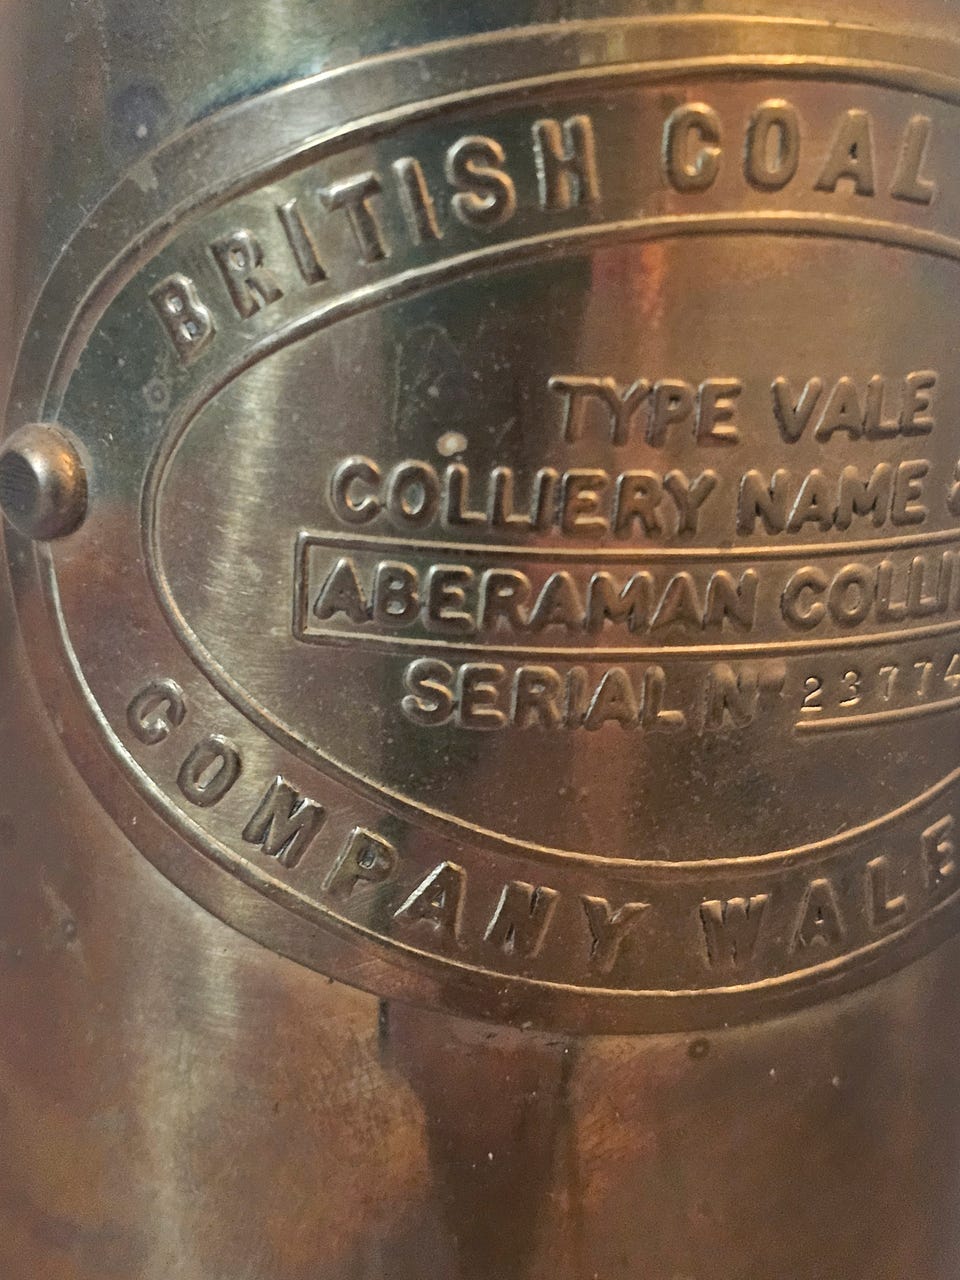 BRITISH COAL
TYPE VALE
COLLIERY NAME
ABERAMAN COLLI
SERIAL Nº 23774
COMPANY WALE